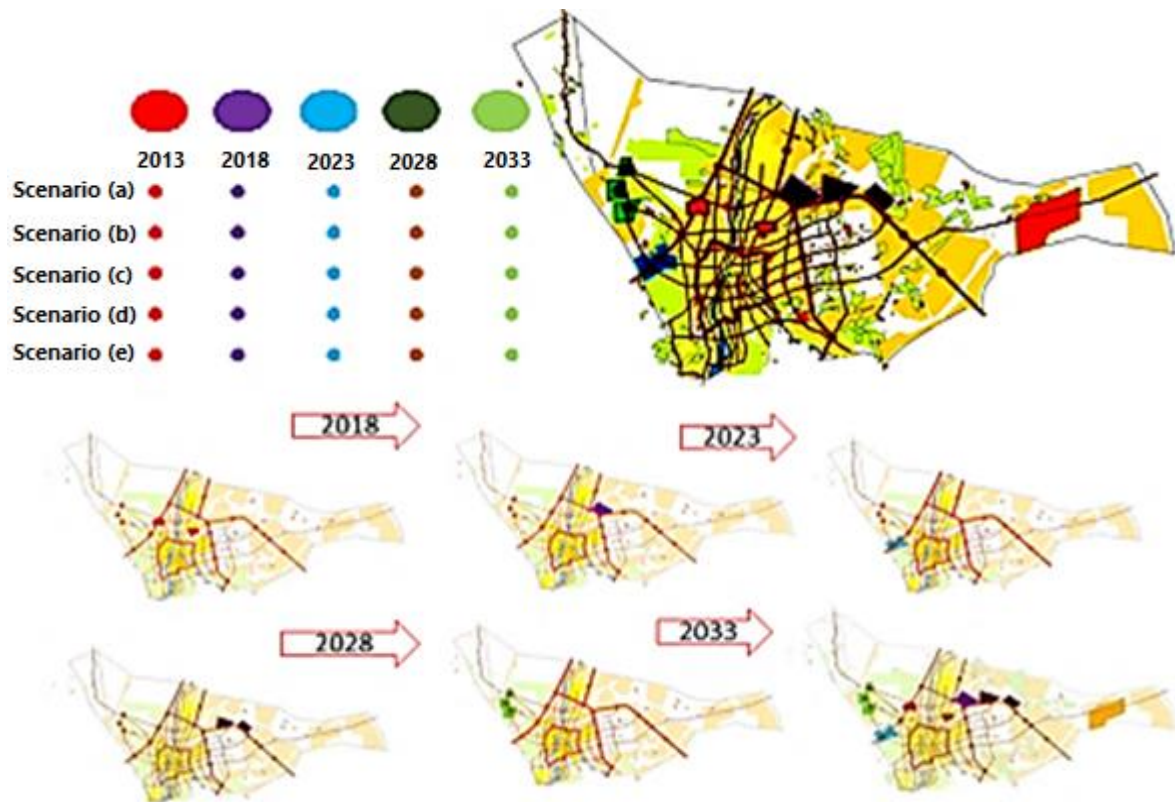 2013 2018 2023 2028 2033
Scenario (a)
Scenario (b)
Scenario (c)
Scenario (d)
Scenario (e)
2018
2023
2028
2033